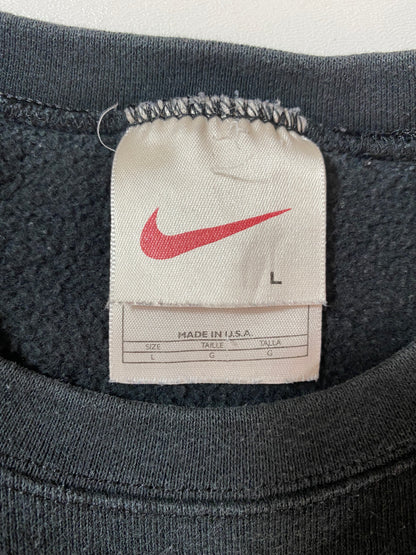 L
MADE IN U.S.A.
SIZE TAILLE TALLA
L G G